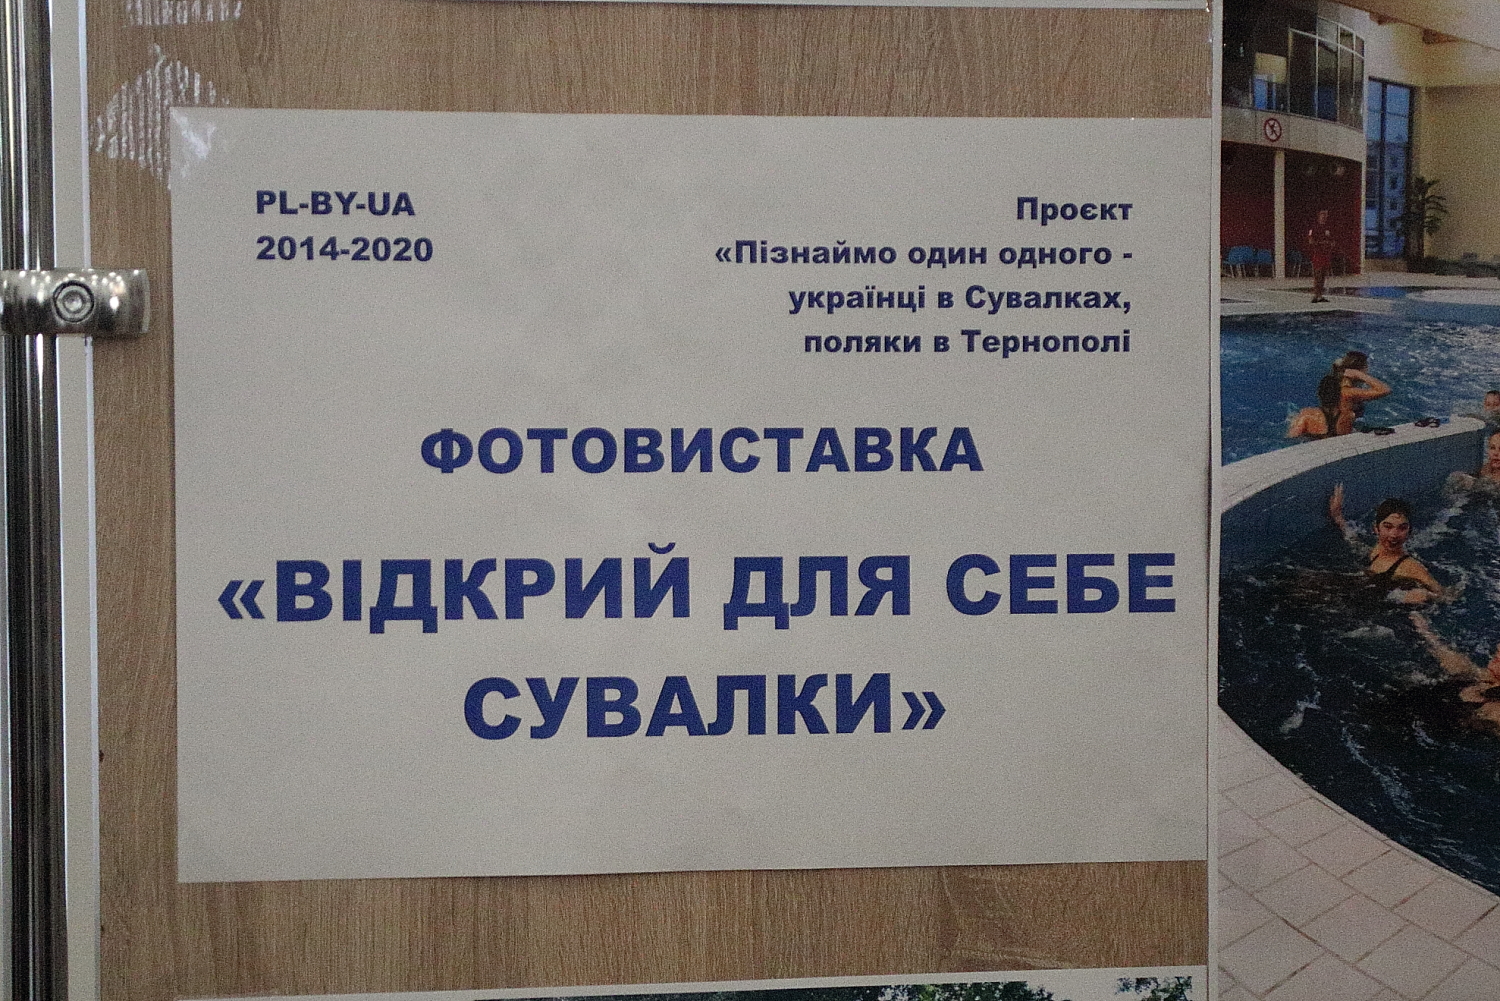 PL-BY-UA
2014-2020
Проєкт
«Пізнаймо один одного -
українці в Сувалках,
поляки в Тернополі
ФОТОВИСТАВКА
«ВІДКРИЙ ДЛЯ СЕБЕ
СУВАЛКИ»